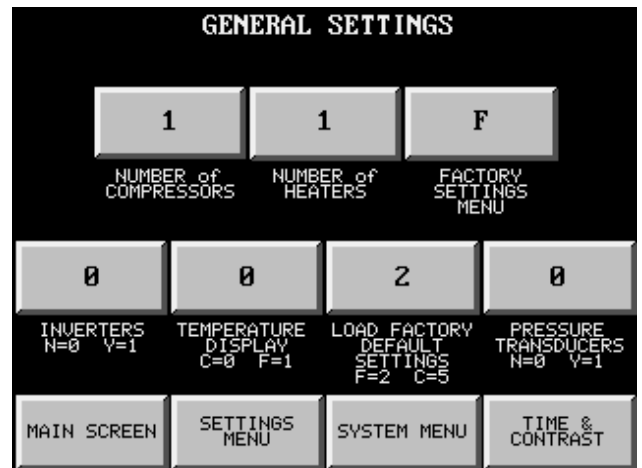 GENERAL SETTINGS
1
1
F
NUMBER of
COMPRESSORS
NUMBER of
HEATERS
FACTORY
SETTINGS
MENU
0
0
2
0
INVERTERS
N=0 Y=1
TEMPERATURE
DISPLAY
C=0 F=1
LOAD FACTORY
DEFAULT
SETTINGS
F=2 C=5
PRESSURE
TRANSDUCERS
N=0 Y=1
MAIN SCREEN
SETTINGS
MENU
SYSTEM MENU
TIME &
CONTRAST